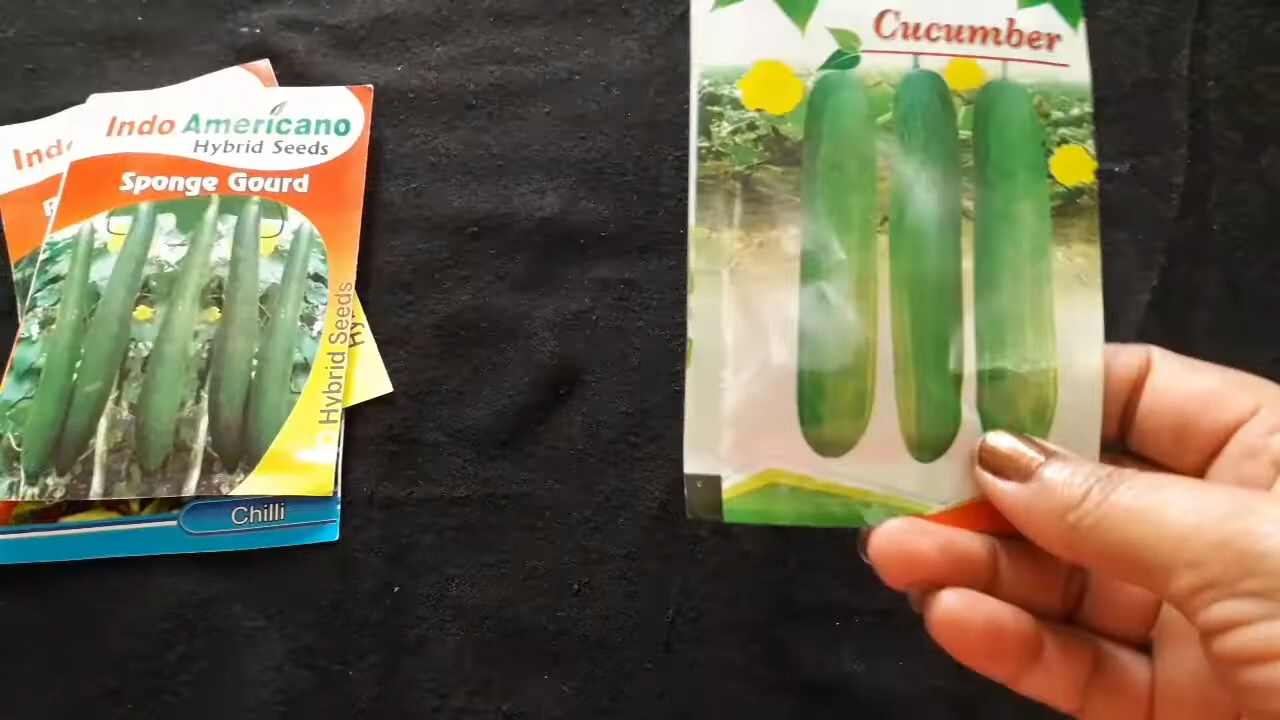 Indo Americano
Hybrid Seeds
Sponge Gourd
Hybrid Seeds
Chilli
Cucumber